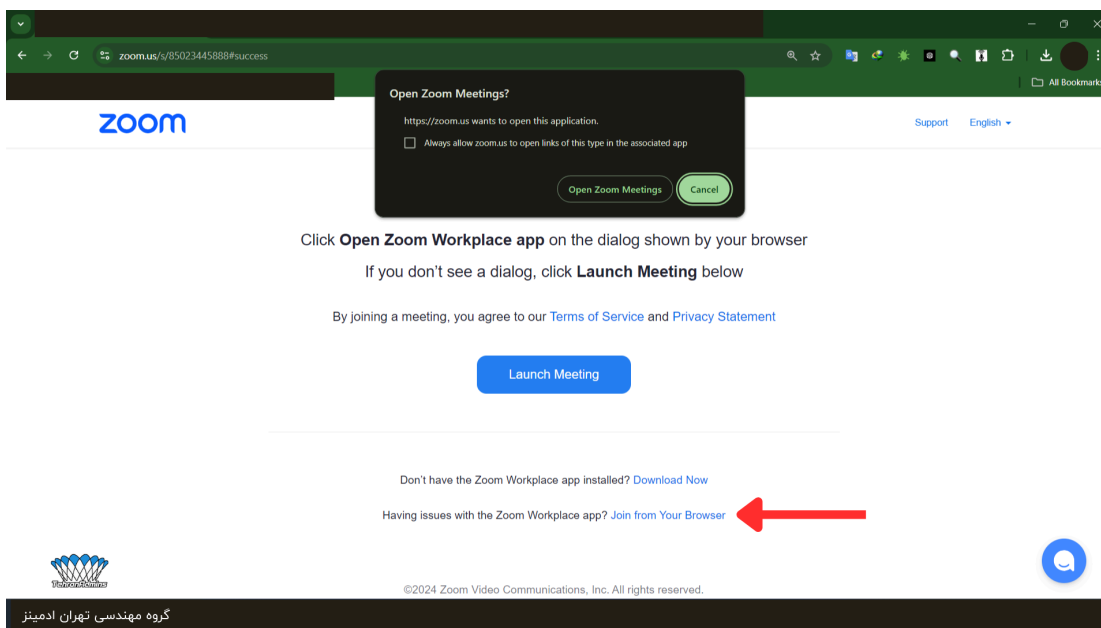 zoom.us/s/85023445888#success
All Bookmarks
Open Zoom Meetings?
https://zoom.us wants to open this application.
Always allow zoom.us to open links of this type in the associated app
Open Zoom Meetings
Cancel
zoom
Support
English
Click Open Zoom Workplace app on the dialog shown by your browser
If you don't see a dialog, click Launch Meeting below
By joining a meeting, you agree to our Terms of Service and Privacy Statement
Launch Meeting
Don't have the Zoom Workplace app installed? Download Now
Having issues with the Zoom Workplace app? Join from Your Browser
TehranAdmins
©2024 Zoom Video Communications, Inc. All rights reserved.
گروه مهندسی تهران ادمینز